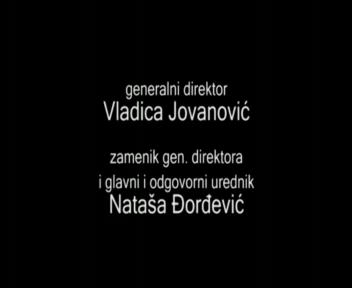 generalni direktor
Vladica Jovanović
zamenik gen. direktora
i glavni i odgovorni urednik
Nataša Đorđević